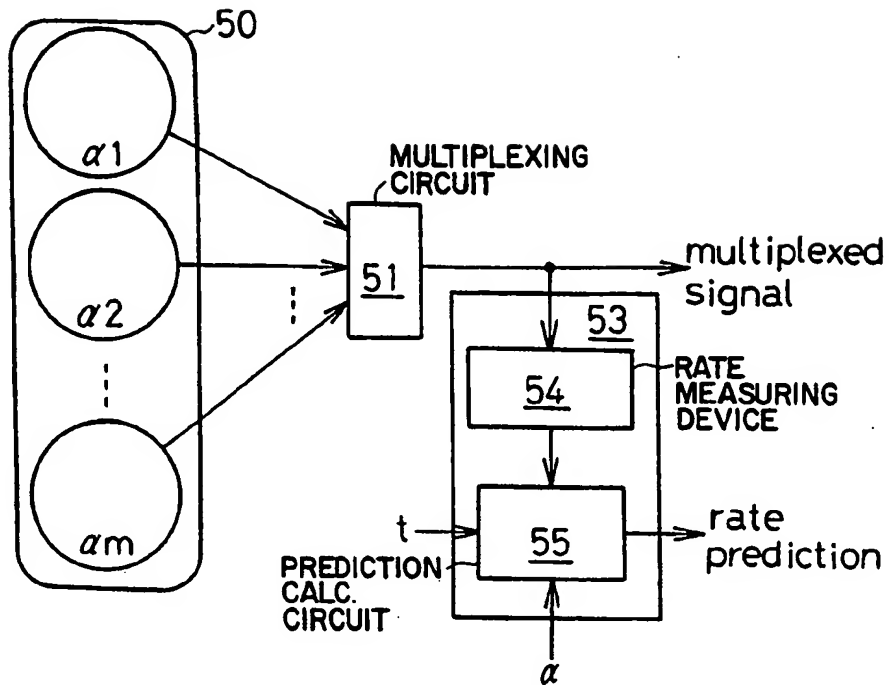 50
α1
α2
αm
MULTIPLEXING
CIRCUIT
51
multiplexed
signal
53
54
RATE
MEASURING
DEVICE
t
55
rate
prediction
PREDICTION
CALC.
CIRCUIT
α